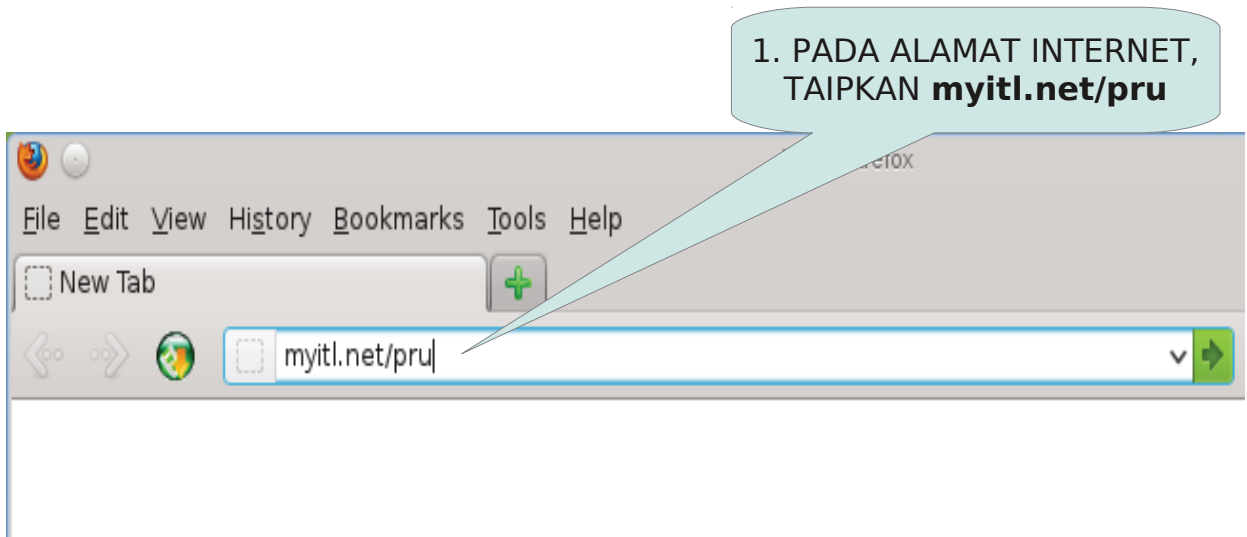 1. PADA ALAMAT INTERNET,
TAIPKAN myitl.net/pru
File Edit View History Bookmarks Tools Help
New Tab
myitl.net/pru